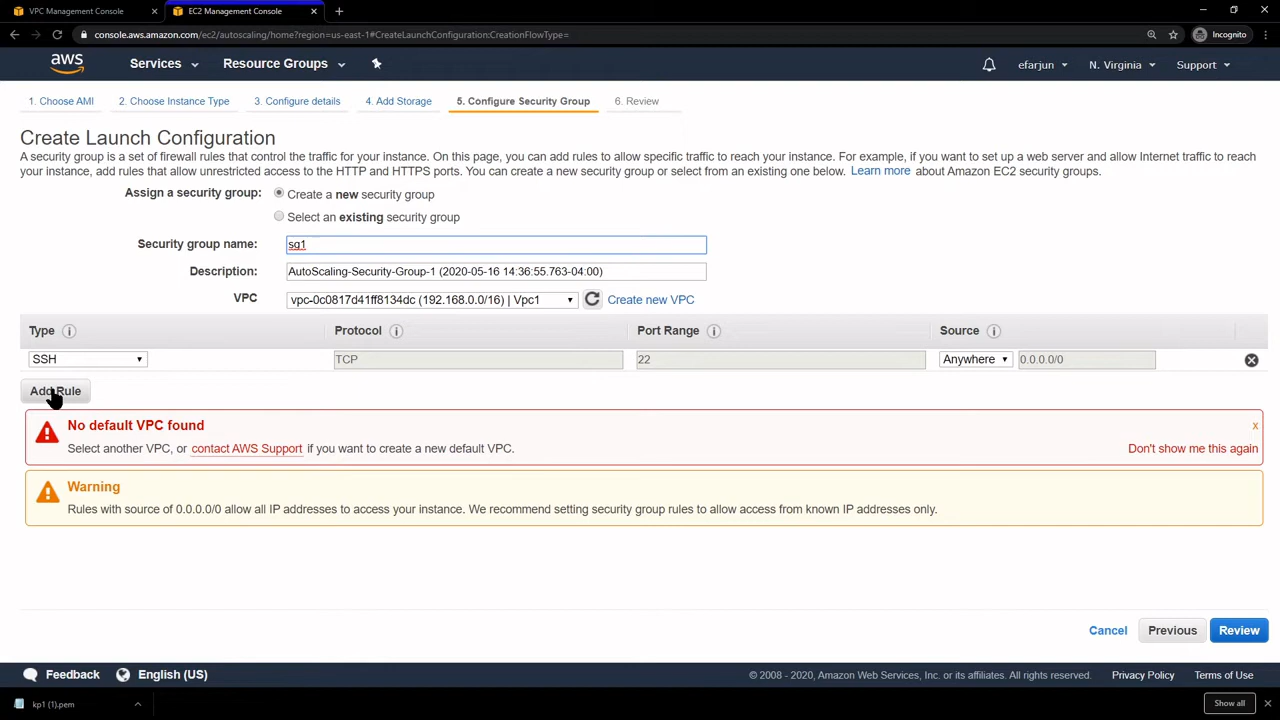 VPC Management Console
EC2 Management Console
Incognito
console.aws.amazon.com/ec2/autoscaling/home?region=us-east-1#CreateLaunchConfiguration:CreationFlowType=
aws
Services
Resource Groups
efarjun
N. Virginia
Support
1. Choose AMI
2. Choose Instance Type
3. Configure details
4. Add Storage
5. Configure Security Group
6. Review
Create Launch Configuration
A security group is a set of firewall rules that control the traffic for your instance. On this page, you can add rules to allow specific traffic to reach your instance. For example, if you want to set up a web server and allow Internet traffic to
reach your instance, add rules that allow unrestricted access to the HTTP and HTTPS ports. You can create a new security group or select from an existing one below. Learn more about Amazon EC2 security groups.
Assign a security group:
Create a new security group
Select an existing security group
Security group name:
sg1
Description:
AutoScaling-Security-Group-1 (2020-05-16 14:36:55.763-04:00)
VPC
vpc-0c0817d41ff8134dc (192.168.0.0/16) | Vpc1
Create new VPC
Type
Protocol
Port Range
Source
SSH
TCP
22
Anywhere
0.0.0.0/0
Add Rule
No default VPC found
x
Select another VPC, or contact AWS Support if you want to create a new default VPC.
Don't show me this again
Warning
Rules with source of 0.0.0.0/0 allow all IP addresses to access your instance. We recommend setting security group rules to allow access from known IP addresses only.
Cancel
Previous
Review
Feedback
English (US)
© 2008 - 2020, Amazon Web Services, Inc. or its affiliates. All rights reserved.
Privacy Policy
Terms of Use
kp1 (1).pem
Show all